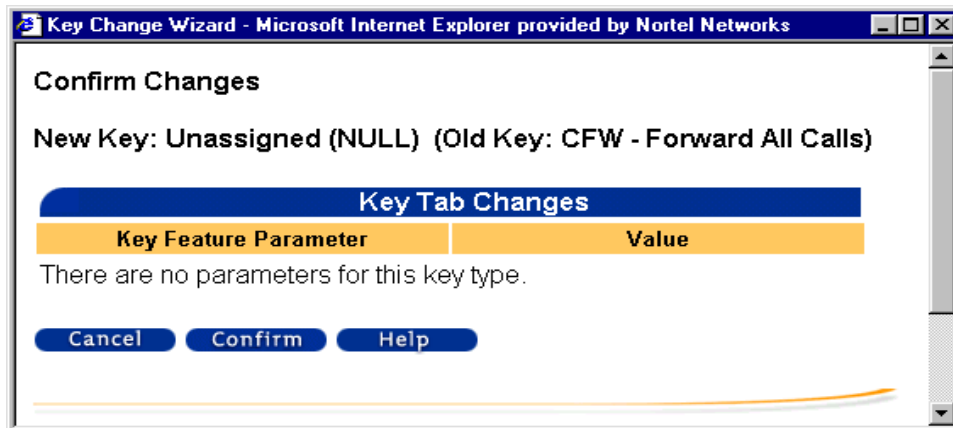 Key Change Wizard - Microsoft Internet Explorer provided by Nortel Networks
Confirm Changes
New Key: Unassigned (NULL) (Old Key: CFW - Forward All Calls)
Key Tab Changes
Key Feature Parameter Value
There are no parameters for this key type.
Cancel Confirm Help